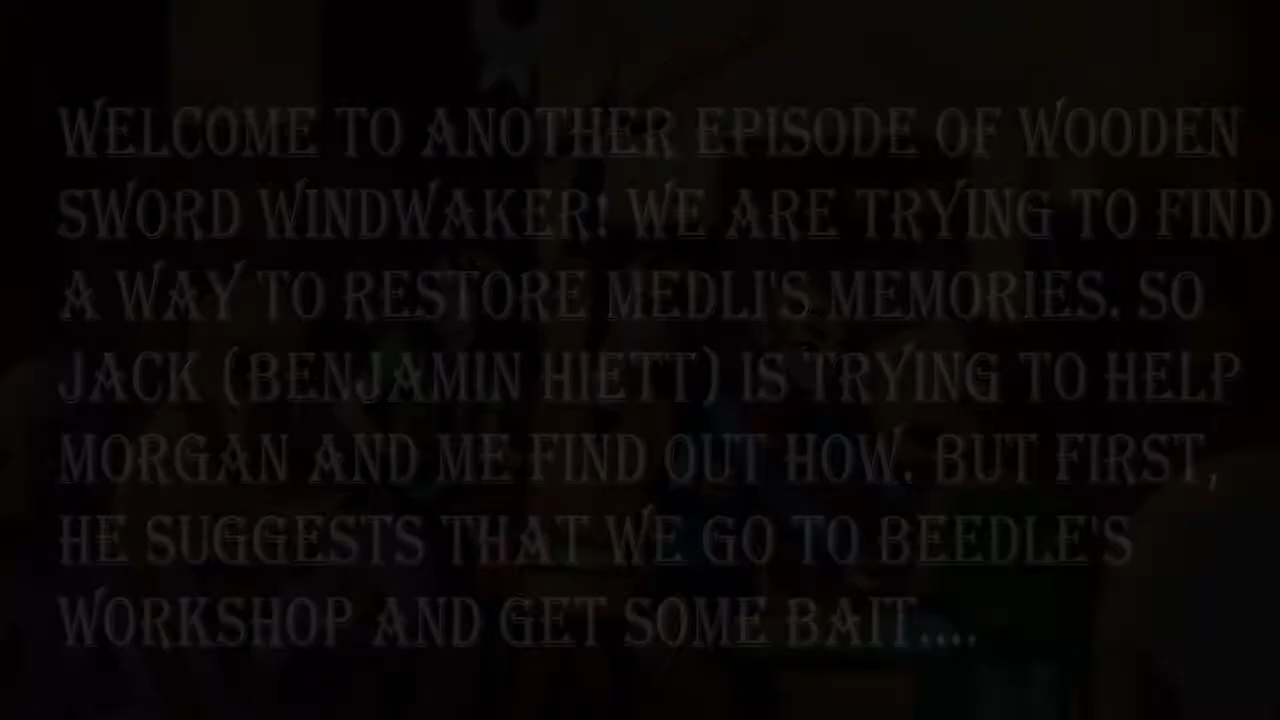 WELCOME TO ANOTHER EPISODE OF WOODEN
SWORD WINDWAKER! WE ARE TRYING TO FIND
A WAY TO RESTORE MEDLI'S MEMORIES. SO
JACK (BENJAMIN HIETT) IS TRYING TO HELP
MORGAN AND ME FIND OUT HOW. BUT FIRST,
HE SUGGESTS THAT WE GO TO BEEDLE'S
WORKSHOP AND GET SOME BAIT....